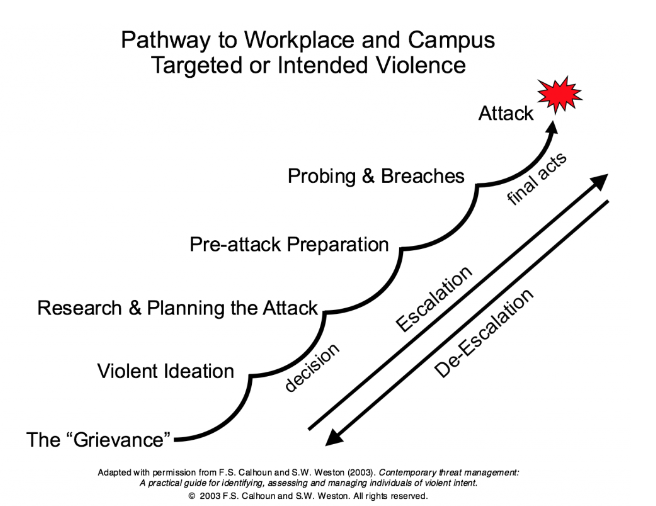 Pathway to Workplace and Campus
Targeted or Intended Violence
Attack
final acts
Probing & Breaches
Pre-attack Preparation
Escalation
De-Escalation
Research & Planning the Attack
decision
Violent Ideation
The “Grievance”
Adapted with permission from F.S. Calhoun and S.W. Weston (2003). Contemporary threat management:
A practical guide for identifying, assessing and managing individuals of violent intent.
© 2003 F.S. Calhoun and S.W. Weston. All rights reserved.